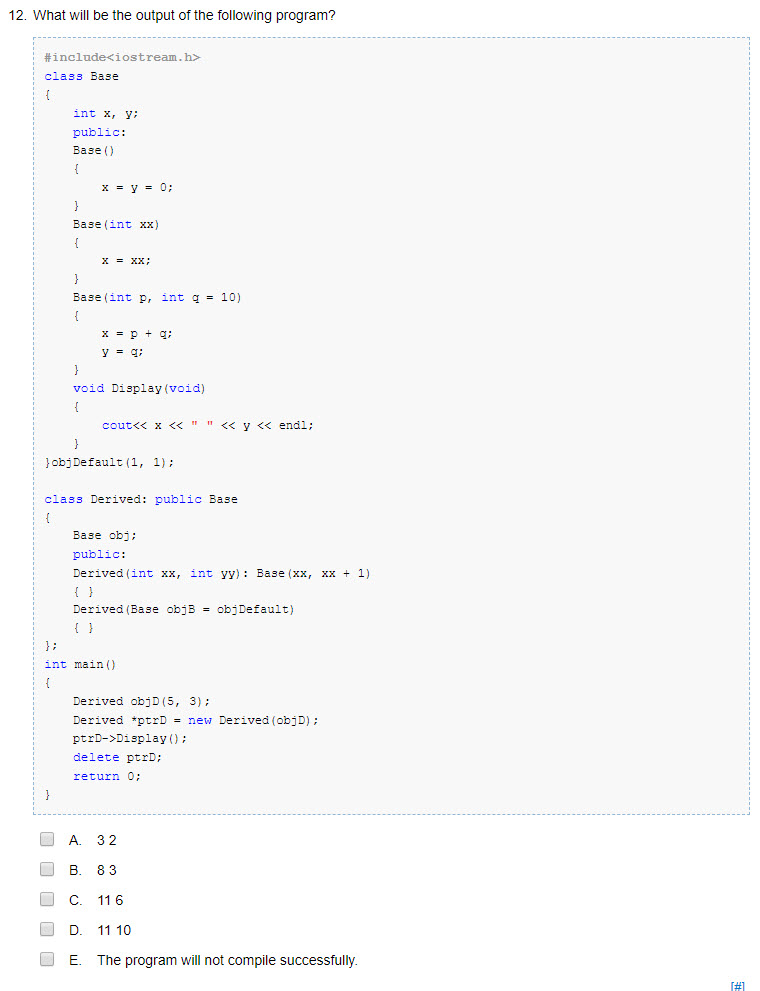 12. What will be the output of the following program?
#include<iostream.h>
class Base
{
int x, y;
public:
Base()
{
x = y = 0;
}
Base(int xx)
{
x = xx;
}
Base(int p, int q = 10)
{
x = p + q;
y = q;
}
void Display(void)
{
cout<< x << " " << y << endl;
}
}objDefault(1, 1);
class Derived: public Base
{
Base obj;
public:
Derived(int xx, int yy): Base(xx, xx + 1)
{ }
Derived(Base objB = objDefault)
{ }
};
int main()
{
Derived objD(5, 3);
Derived *ptrD = new Derived(objD);
ptrD->Display();
delete ptrD;
return 0;
}
A. 3 2
B. 8 3
C. 11 6
D. 11 10
E. The program will not compile successfully.
[#]